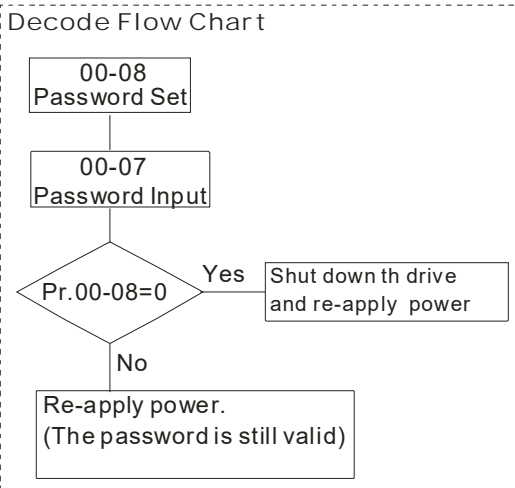 Decode Flow Chart
00-08
Password Set
00-07
Password Input
Pr.00-08=0
Yes
Shut down th drive
and re-apply power
No
Re-apply power.
(The password is still valid)